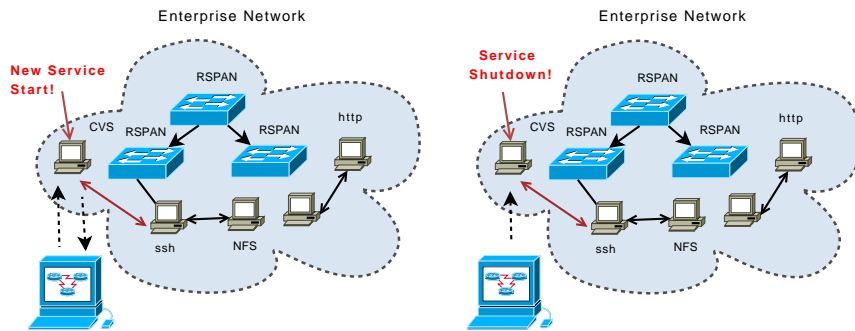 Enterprise Network
New Service
Start!
RSPAN
CVS
RSPAN
RSPAN
http
ssh
NFS
Enterprise Network
Service
Shutdown!
RSPAN
CVS
RSPAN
RSPAN
http
ssh
NFS